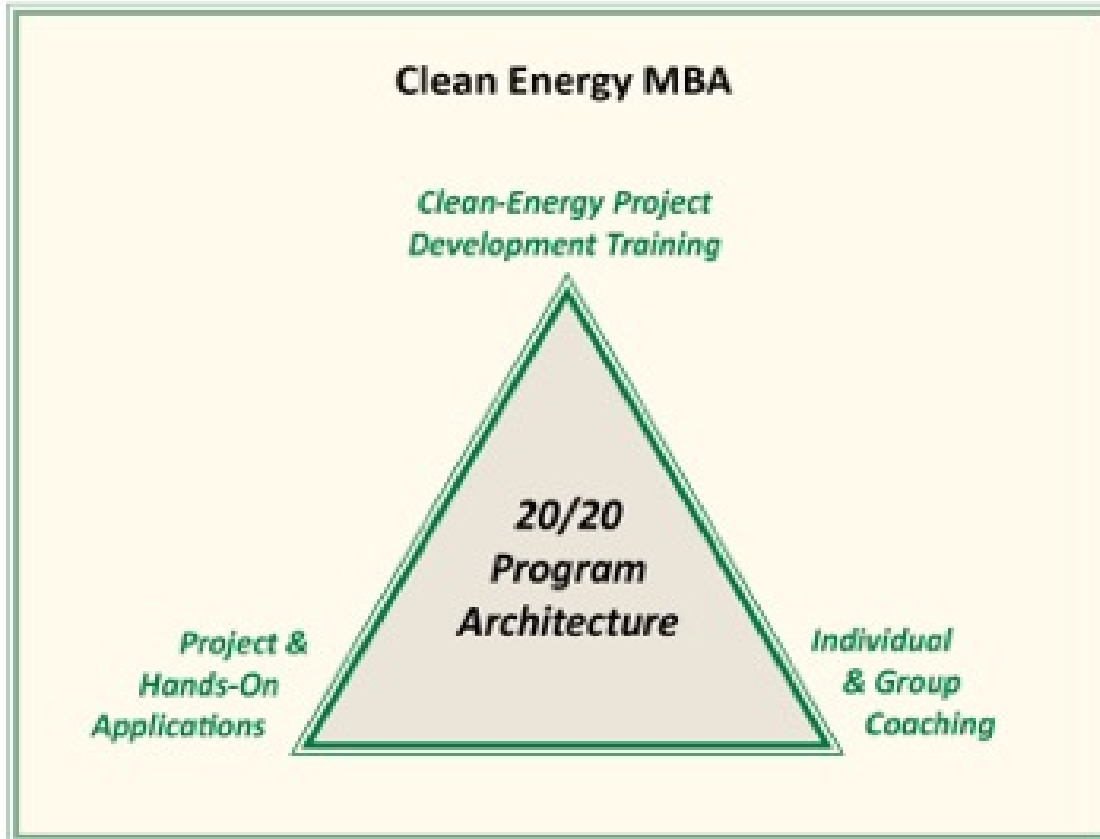 Clean Energy MBA
Clean-Energy Project
Development Training
20/20
Program
Architecture
Project &
Hands-On
Applications
Individual
& Group
Coaching